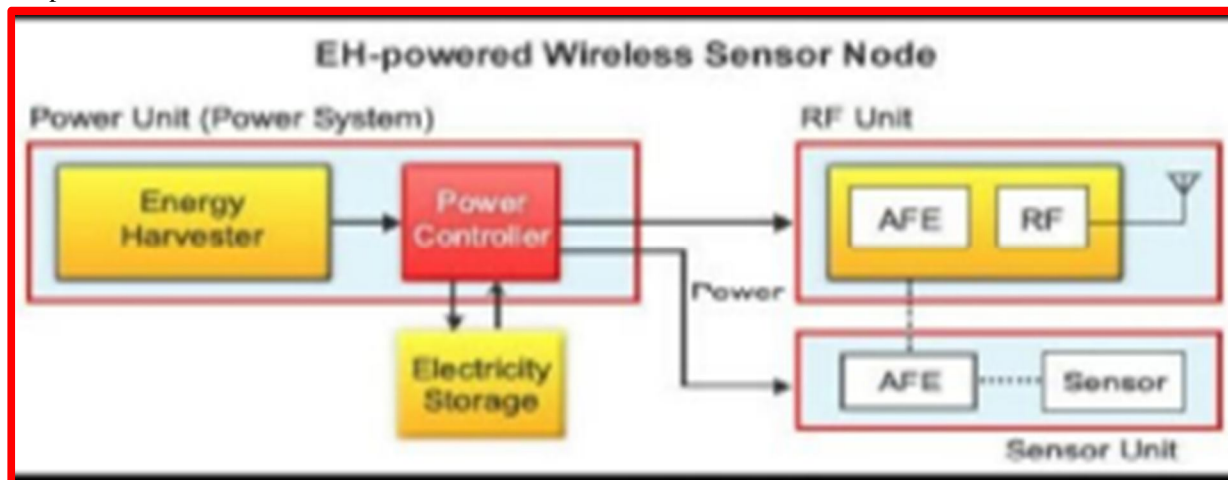 EH-powered Wireless Sensor Node
Power Unit (Power System)
RF Unit
Energy
Harvester
Power
Controller
AFE
RF
Power
Electricity
Storage
AFE
Sensor
Sensor Unit